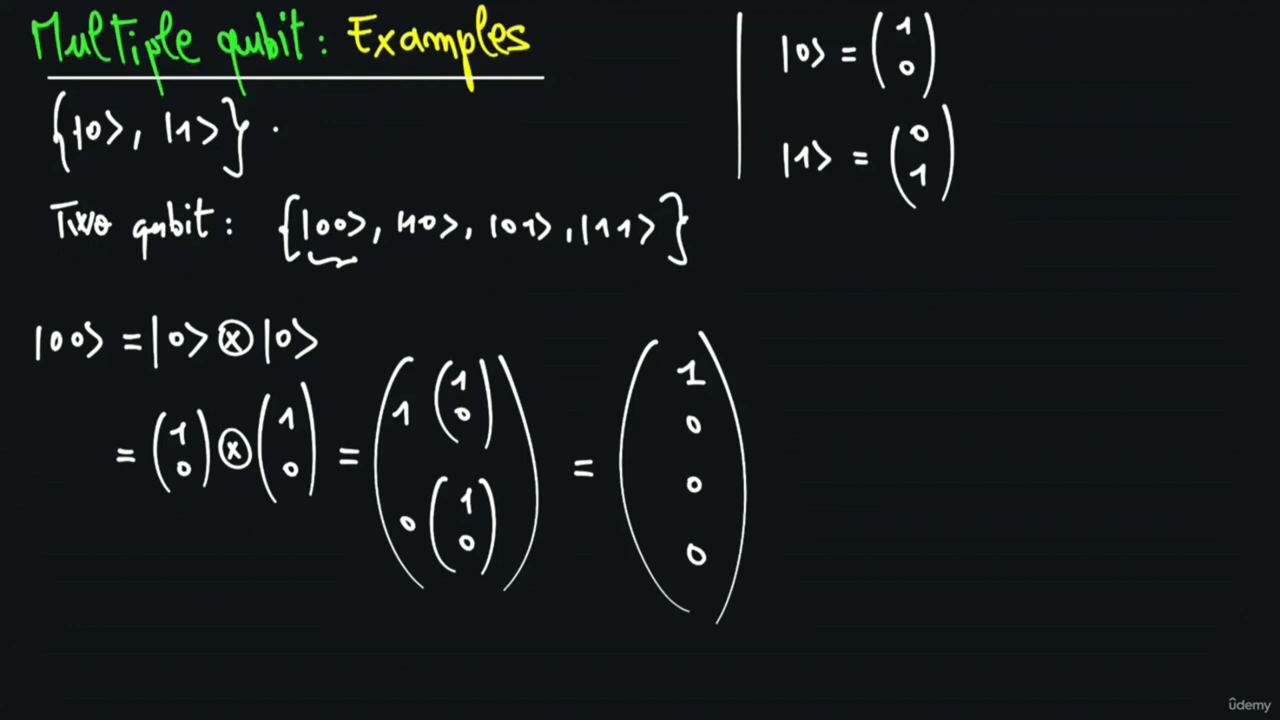 Multiple qubit: Examples
{|0>, |1>} .
|0> = (1 0)
|1> = (0 1)
Two qubit: {|00>, |10>, |01>, |11>}
|00> = |0> ⊗ |0>
= (1 0) ⊗ (1 0) = (1 (1 0) 0 (1 0)) = (1 0 0 0)
ûdemy